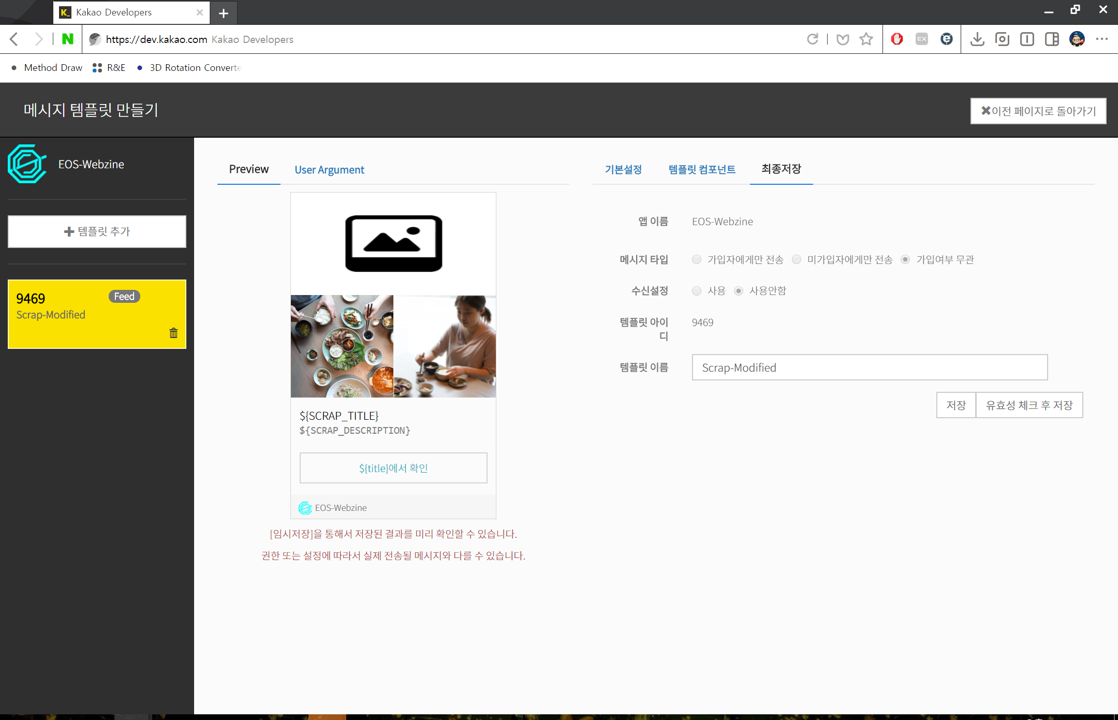 Kakao Developers
https://dev.kakao.com Kakao Developers
Method Draw R&E 3D Rotation Converte
메시지 템플릿 만들기
이전 페이지로 돌아가기
EOS-Webzine
템플릿 추가
9469 Feed
Scrap-Modified
Preview User Argument
${SCRAP_TITLE}
${SCRAP_DESCRIPTION}
${title}에서 확인
EOS-Webzine
[임시저장]을 통해서 저장된 결과를 미리 확인할 수 있습니다.
권한 또는 설정에 따라서 실제 전송될 메시지와 다를 수 있습니다.
기본설정 템플릿 컴포넌트 최종저장
앱 이름 EOS-Webzine
메시지 타입 가입자에게만 전송 미가입자에게만 전송 가입여부 무관
수신설정 사용 사용안함
템플릿 아이
디
9469
템플릿 이름 Scrap-Modified
저장 유효성 체크 후 저장